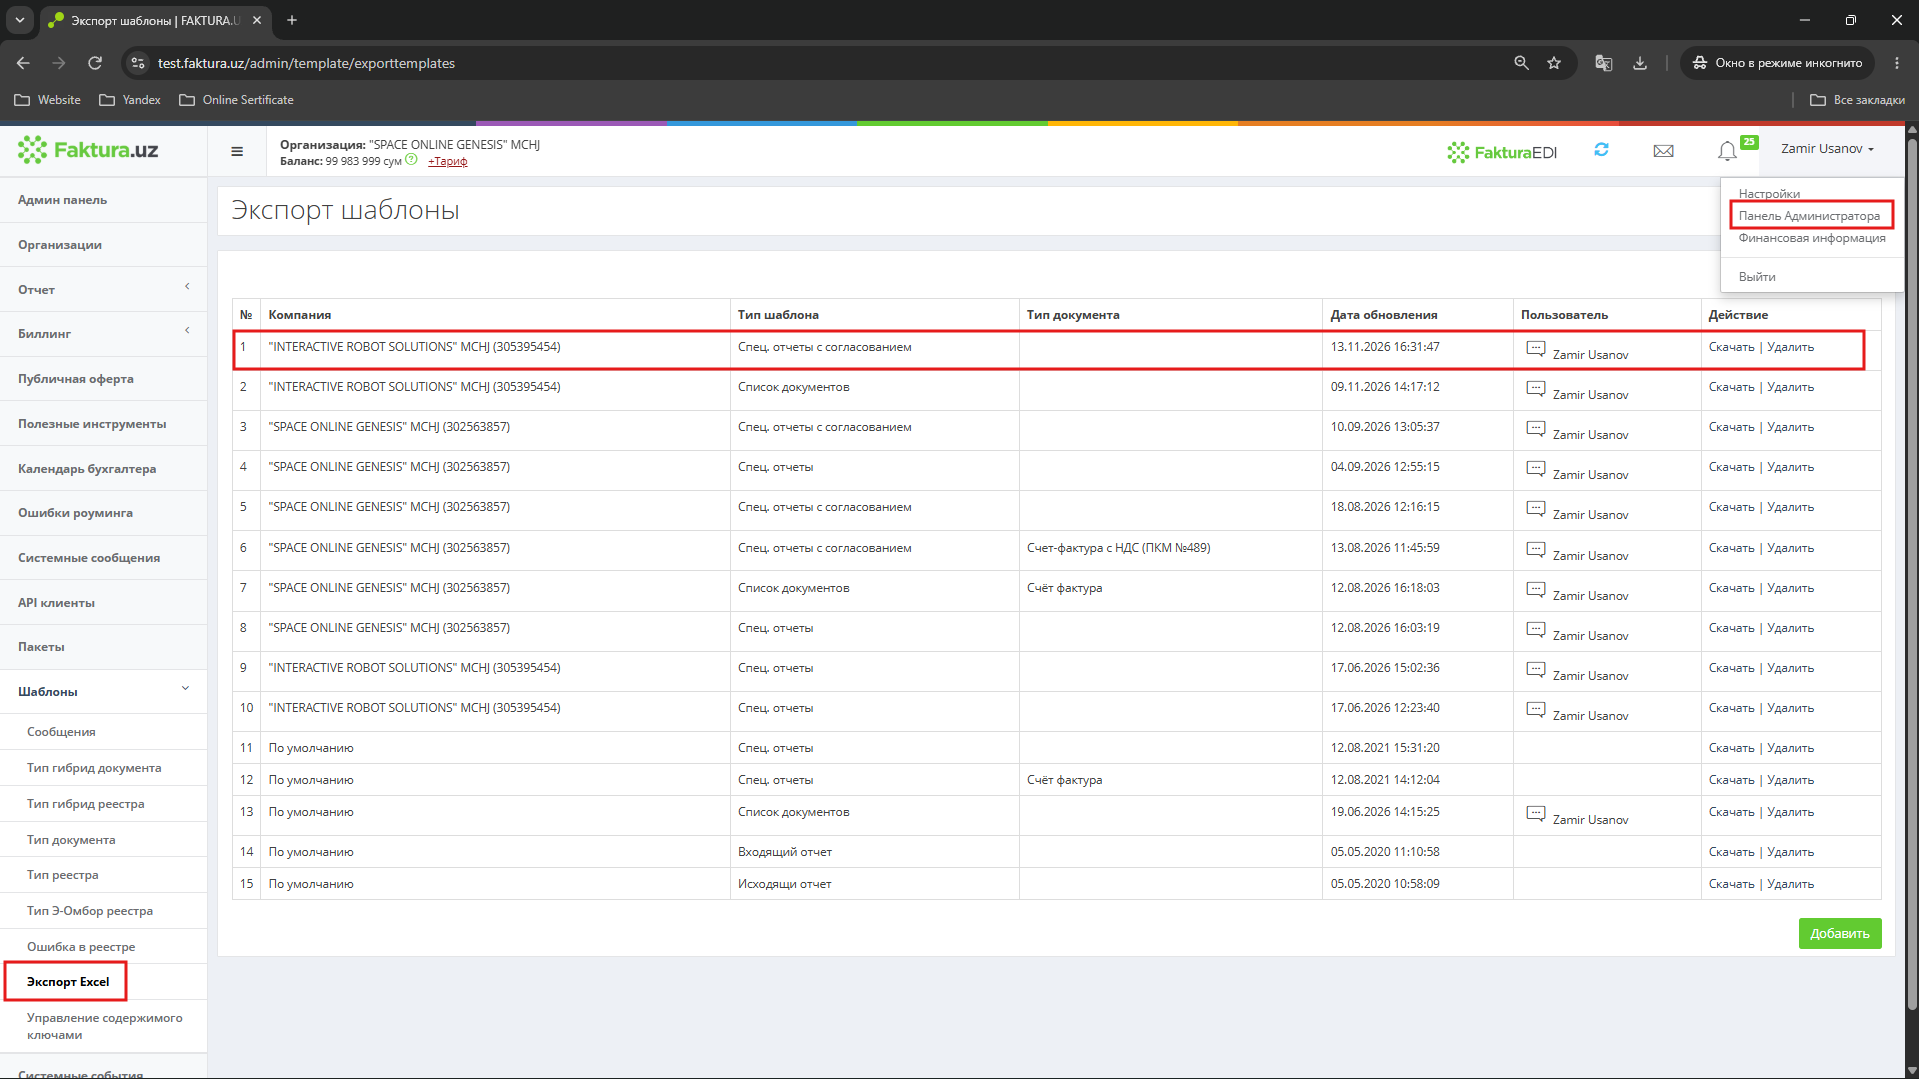 Экспорт шаблоны | FAKTURA.U
test.faktura.uz/admin/template/exporttemplates
Окно в режиме инкогнито
Website
Yandex
Online Sertificate
Все закладки
Faktura.uz
Организация: "SPACE ONLINE GENESIS" MCHJ
Баланс: 99 983 999 сум ? +Тариф
FakturaEDI
25
Zamir Usanov
Настройки
Панель Администратора
Финансовая информация
Выйти
Админ панель
Организации
Отчет
Биллинг
Публичная оферта
Полезные инструменты
Календарь бухгалтера
Ошибки роуминга
Системные сообщения
API клиенты
Пакеты
Шаблоны
Сообщения
Тип гибрид документа
Тип гибрид реестра
Тип документа
Тип реестра
Тип Э-Омбор реестра
Ошибка в реестре
Экспорт Excel
Управление содержимого
ключами
Системные события
Экспорт шаблоны
№ Компания Тип шаблона Тип документа Дата обновления Пользователь Действие
1 "INTERACTIVE ROBOT SOLUTIONS" MCHJ (305395454) Спец. отчеты с согласованием 13.11.2026 16:31:47 Zamir Usanov Скачать | Удалить
2 "INTERACTIVE ROBOT SOLUTIONS" MCHJ (305395454) Список документов 09.11.2026 14:17:12 Zamir Usanov Скачать | Удалить
3 "SPACE ONLINE GENESIS" MCHJ (302563857) Спец. отчеты с согласованием 10.09.2026 13:05:37 Zamir Usanov Скачать | Удалить
4 "SPACE ONLINE GENESIS" MCHJ (302563857) Спец. отчеты 04.09.2026 12:55:15 Zamir Usanov Скачать | Удалить
5 "SPACE ONLINE GENESIS" MCHJ (302563857) Спец. отчеты с согласованием 18.08.2026 12:16:15 Zamir Usanov Скачать | Удалить
6 "SPACE ONLINE GENESIS" MCHJ (302563857) Спец. отчеты с согласованием Счет-фактура с НДС (ПКМ №489) 13.08.2026 11:45:59 Zamir Usanov Скачать | Удалить
7 "SPACE ONLINE GENESIS" MCHJ (302563857) Список документов Счёт фактура 12.08.2026 16:18:03 Zamir Usanov Скачать | Удалить
8 "SPACE ONLINE GENESIS" MCHJ (302563857) Спец. отчеты 12.08.2026 16:03:19 Zamir Usanov Скачать | Удалить
9 "INTERACTIVE ROBOT SOLUTIONS" MCHJ (305395454) Спец. отчеты 17.06.2026 15:02:36 Zamir Usanov Скачать | Удалить
10 "INTERACTIVE ROBOT SOLUTIONS" MCHJ (305395454) Спец. отчеты 17.06.2026 12:23:40 Zamir Usanov Скачать | Удалить
11 По умолчанию Спец. отчеты 12.08.2021 15:31:20 Скачать | Удалить
12 По умолчанию Спец. отчеты Счёт фактура 12.08.2021 14:12:04 Скачать | Удалить
13 По умолчанию Список документов 19.06.2026 14:15:25 Zamir Usanov Скачать | Удалить
14 По умолчанию Входящий отчет 05.05.2020 11:10:58 Скачать | Удалить
15 По умолчанию Исходящи отчет 05.05.2020 10:58:09 Скачать | Удалить
Добавить